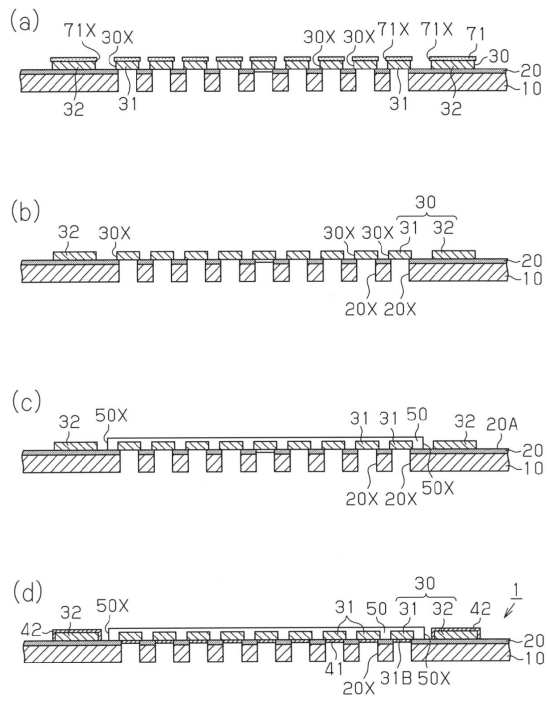 (a)
71X 30X 30X 30X 71X 71X 71
30
20
10
32 31 31 32
(b)
30
32 30X 30X 30X 31 32
20
10
20X 20X
(c)
32 50X 31 31 50 32 20A
20
10
20X 20X 50X
(d)
30 1
42 32 50X 31 50 31 32 42
20
10
41 20X 31B 50X